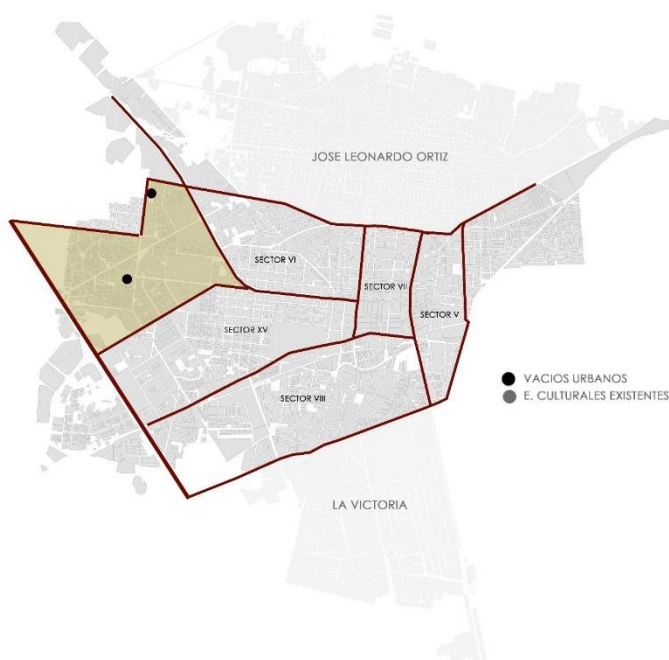 JOSE LEONARDO ORTIZ
SECTOR VI
SECTOR VII
SECTOR XV
SECTOR V
VACIOS URBANOS
E. CULTURALES EXISTENTES
SECTOR VIII
LA VICTORIA